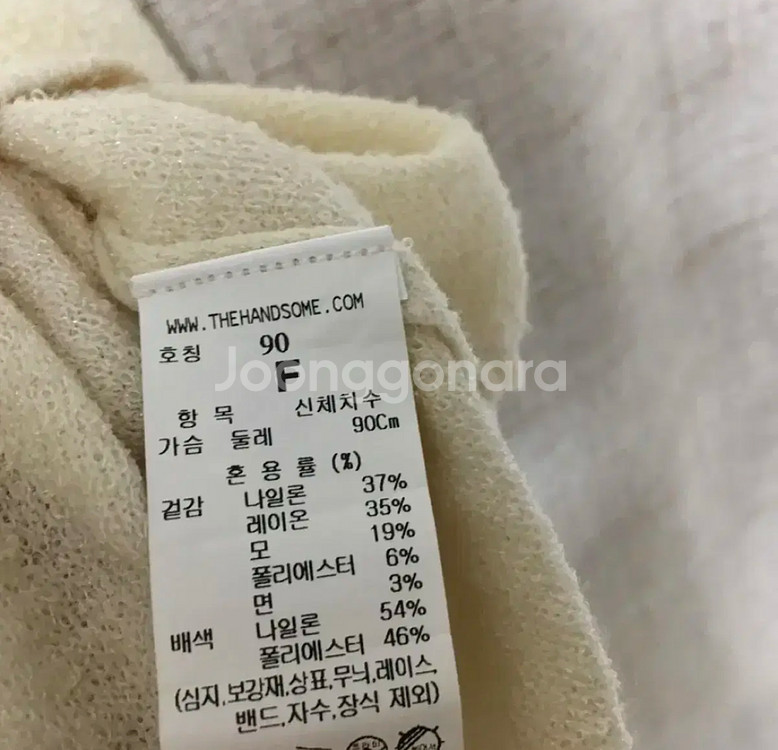 WWW.THEHANDSOME.COM
호칭 90
F
Joonggonara
항 목 신체치수
가슴 둘레 90Cm
혼 용 률 (%)
겉감 나일론 37%
레이온 35%
모 19%
폴리에스터 6%
면 3%
배색 나일론 54%
폴리에스터 46%
(심지,보강재,상표,무늬,레이스,
밴드,자수,장식 제외)